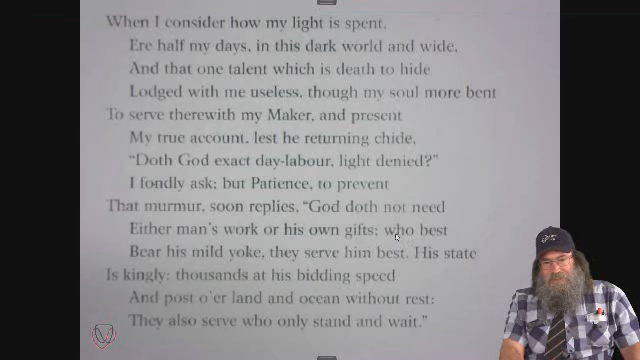 When I consider how my light is spent,
Ere half my days, in this dark world and wide,
And that one talent which is death to hide
Lodged with me useless, though my soul more bent
To serve therewith my Maker, and present
My true account, lest he returning chide,
"Doth God exact day-labour, light denied?"
I fondly ask; but Patience, to prevent
That murmur, soon replies, "God doth not need
Either man's work or his own gifts; who best
Bear his mild yoke, they serve him best. His state
Is kingly: thousands at his bidding speed
And post o'er land and ocean without rest:
They also serve who only stand and wait."